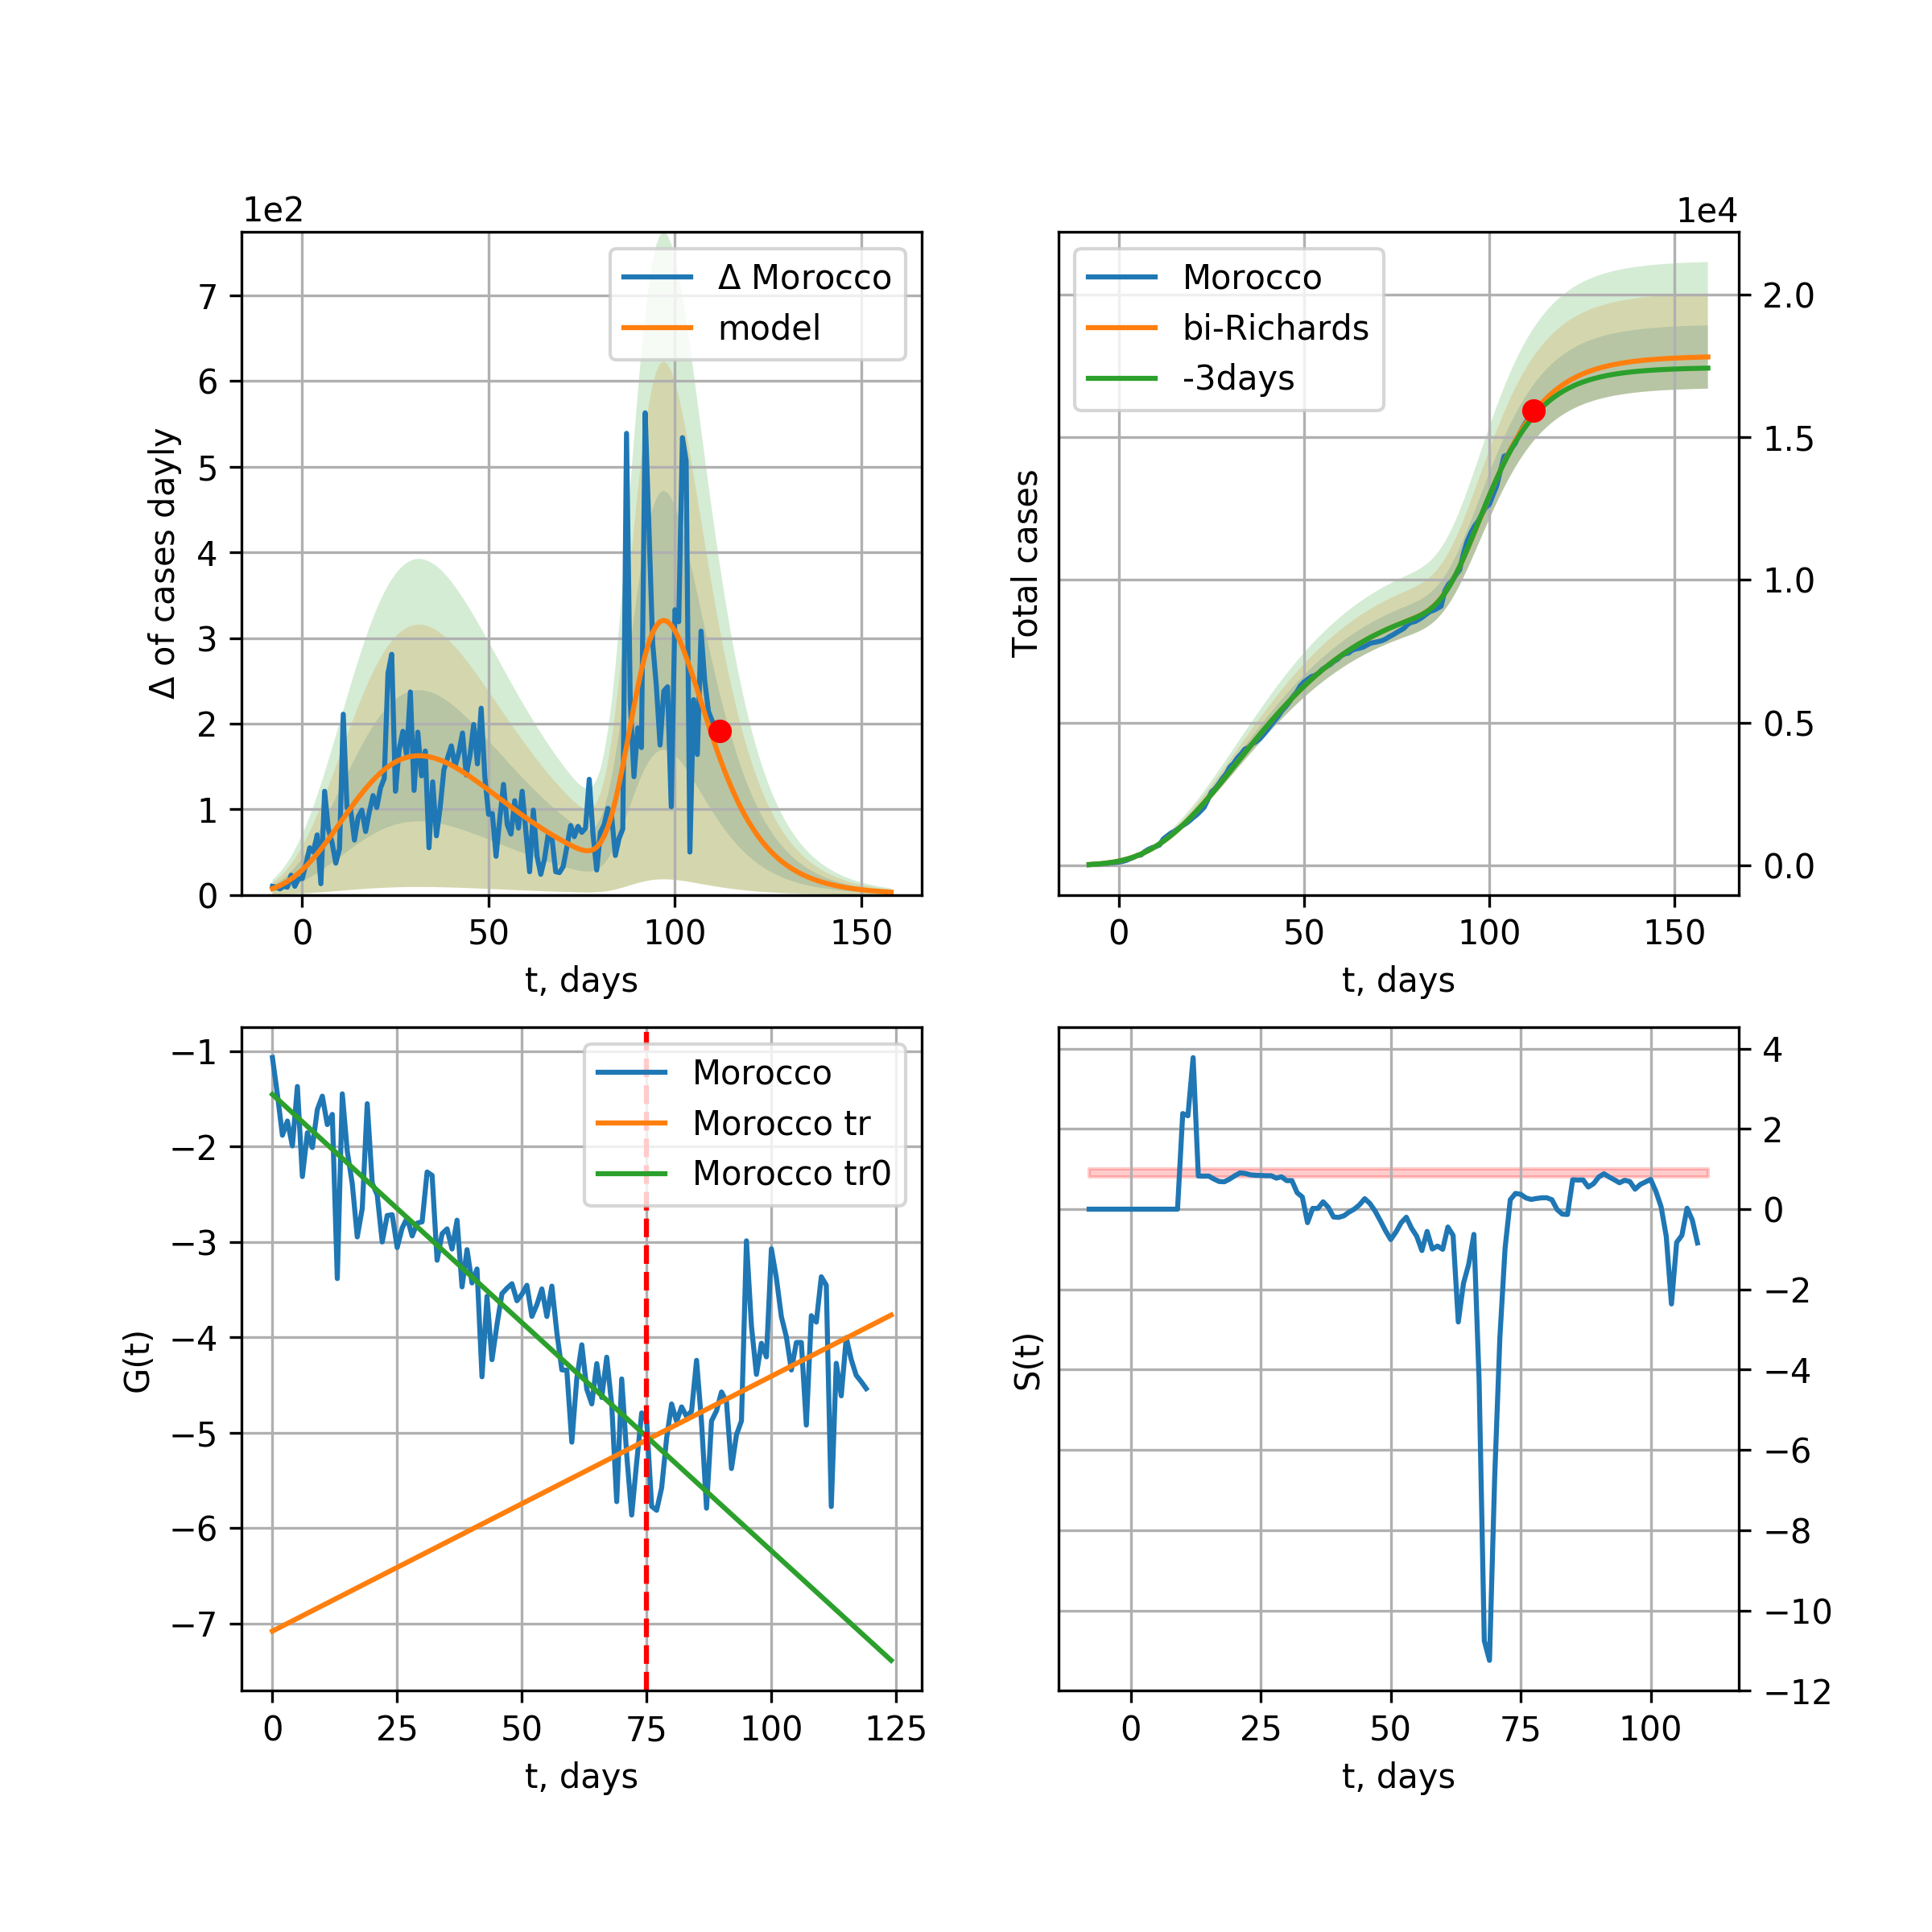 1e2
Δ of cases dayly
7
6
5
4
3
2
1
0
0 50 100 150
t, days
Δ Morocco
model
1e4
Total cases
2.0
1.5
1.0
0.5
0.0
0 50 100 150
t, days
Morocco
bi-Richards
-3days
G(t)
−1
−2
−3
−4
−5
−6
−7
0 25 50 75 100 125
t, days
Morocco
Morocco tr
Morocco tr0
S(t)
4
2
0
−2
−4
−6
−8
−10
−12
0 25 50 75 100
t, days